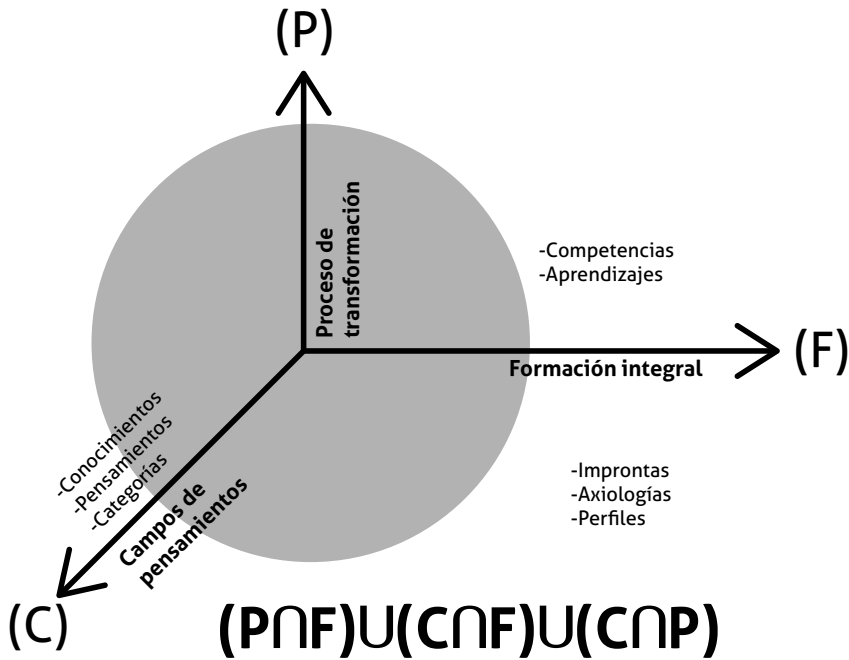 (P)
Proceso de
transformación
-Competencias
-Aprendizajes
(F)
Formación integral
-Conocimientos
-Pensamientos
-Categorías
Campos de
pensamientos
-Improntas
-Axiologías
-Perfiles
(C)
(P∩F)∪(C∩F)∪(C∩P)